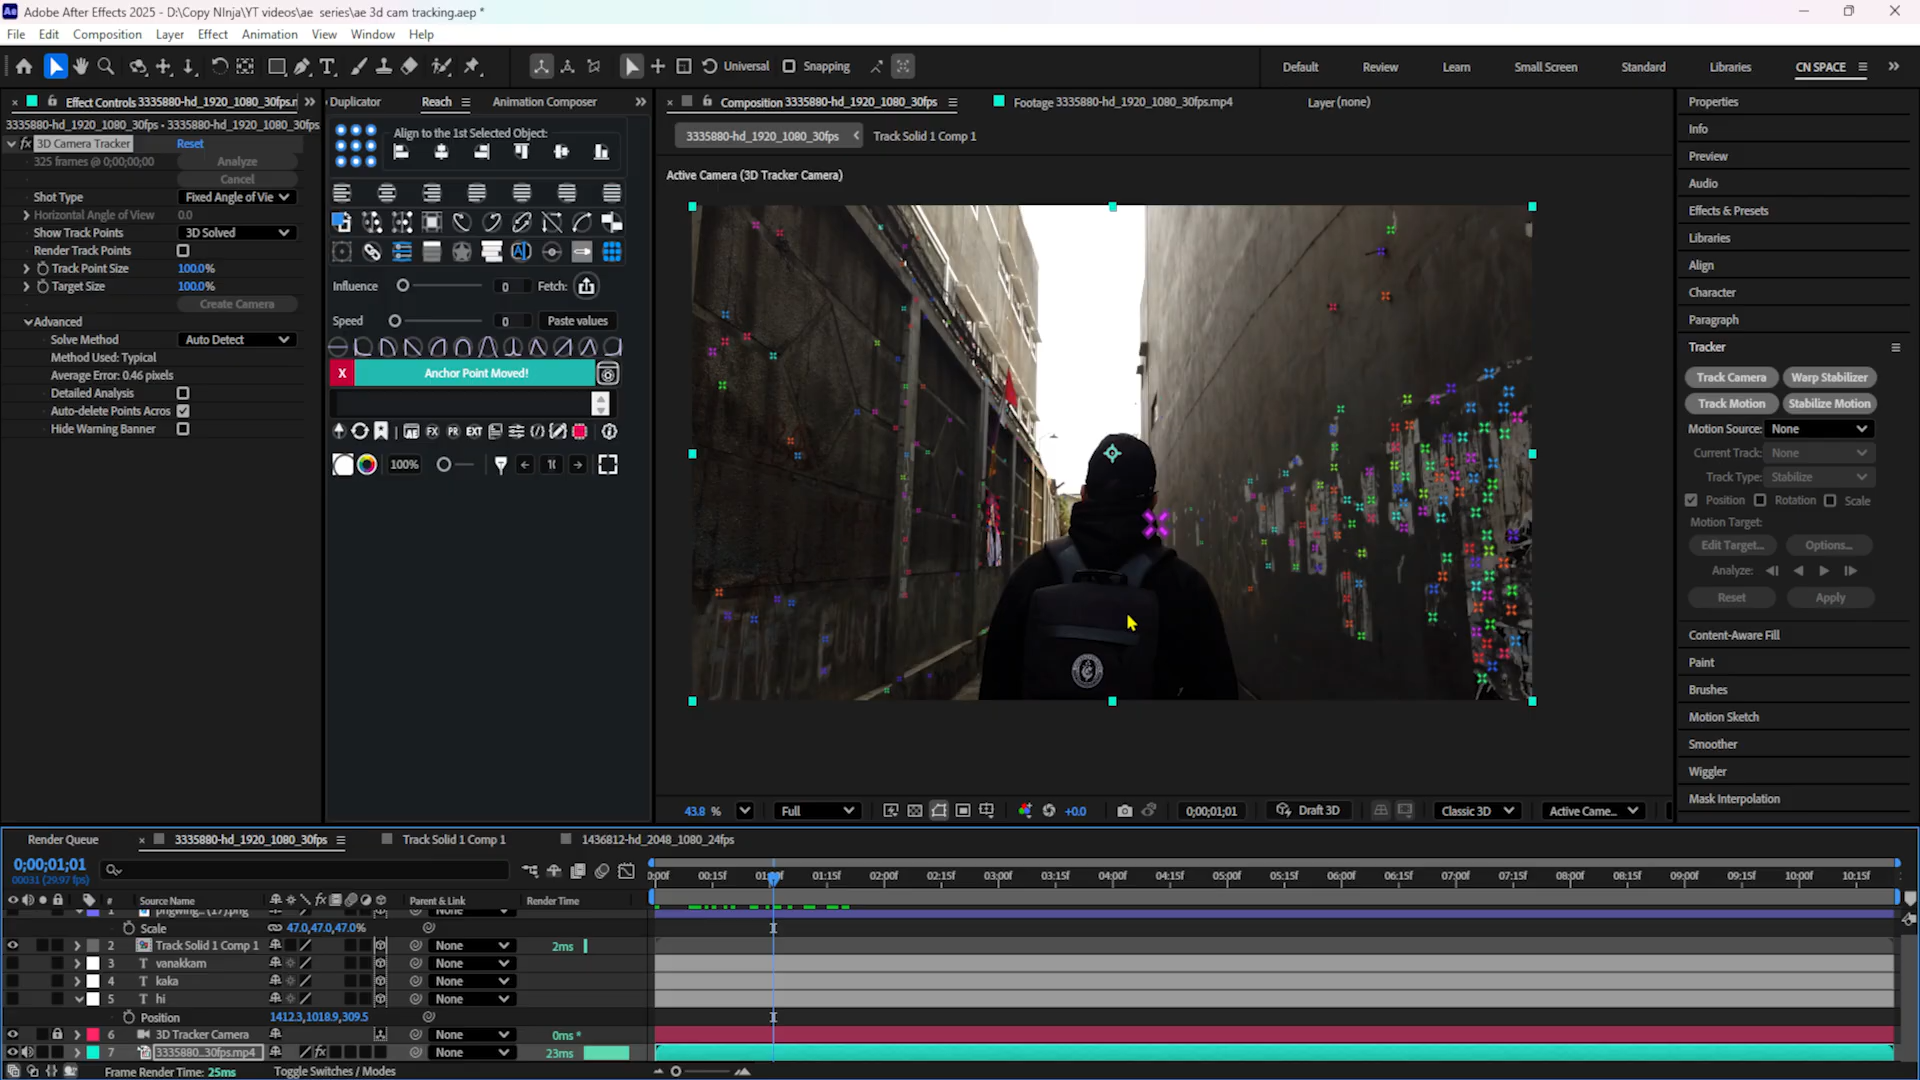 Adobe After Effects 2025 - D:\Copy NInja\YT videos\ae  series\ae 3d cam tracking.aep *
File Edit Composition Layer Effect Animation View Window Help
Universal Snapping Default Review Learn Small Screen Standard Libraries CN SPACE
Effect Controls 3335880-hd_1920_1080_30fps.m
3335880-hd_1920_1080_30fps • 3335880-hd_1920_1080_30fps
fx 3D Camera Tracker Reset
325 frames @ 0;00;00;00 Analyze
Cancel
Shot Type Fixed Angle of Vie
Horizontal Angle of View 0.0
Show Track Points 3D Solved
Render Track Points
Track Point Size 100.0%
Target Size 100.0%
Create Camera
Advanced
Solve Method Auto Detect
Method Used: Typical
Average Error: 0.46 pixels
Detailed Analysis
Auto-delete Points Acros
Hide Warning Banner
Duplicator Reach Animation Composer
Align to the 1st Selected Object:
Influence 0 Fetch:
Speed 0 Paste values
X Anchor Point Moved!
FX PR EXT
100%
Composition 3335880-hd_1920_1080_30fps Footage 3335880-hd_1920_1080_30fps.mp4 Layer (none)
3335880-hd_1920_1080_30fps Track Solid 1 Comp 1
Active Camera (3D Tracker Camera)
43.8 % Full +0.0 0;00;01;01 Draft 3D Classic 3D Active Came...
Properties
Info
Preview
Audio
Effects & Presets
Libraries
Align
Character
Paragraph
Tracker
Track Camera Warp Stabilizer
Track Motion Stabilize Motion
Motion Source: None
Current Track: None
Track Type: Stabilize
Position Rotation Scale
Motion Target:
Edit Target... Options...
Analyze:
Reset Apply
Content-Aware Fill
Paint
Brushes
Motion Sketch
Smoother
Wiggler
Mask Interpolation
Render Queue 3335880-hd_1920_1080_30fps Track Solid 1 Comp 1 1436812-hd_2048_1080_24fps
0;00;01;01
00031 (29.97 fps)
00:15f 01:15f 02:00f 02:15f 03:00f 03:15f 04:00f 04:15f 05:00f 05:15f 06:00f 06:15f 07:00f 07:15f 08:00f 08:15f 09:00f 09:15f 10:00f 10:15f
# Source Name Parent & Link Render Time
1 pngwing... (17).png None
Scale 47.0,47.0,47.0%
2 Track Solid 1 Comp 1 None 2ms
3 T vanakkam None
4 T kaka None
5 T hi None
Position 1412.3,1018.9,309.5
6 3D Tracker Camera None 0ms *
7 3335880...30fps.mp4 fx None 23ms
Frame Render Time: 25ms Toggle Switches / Modes